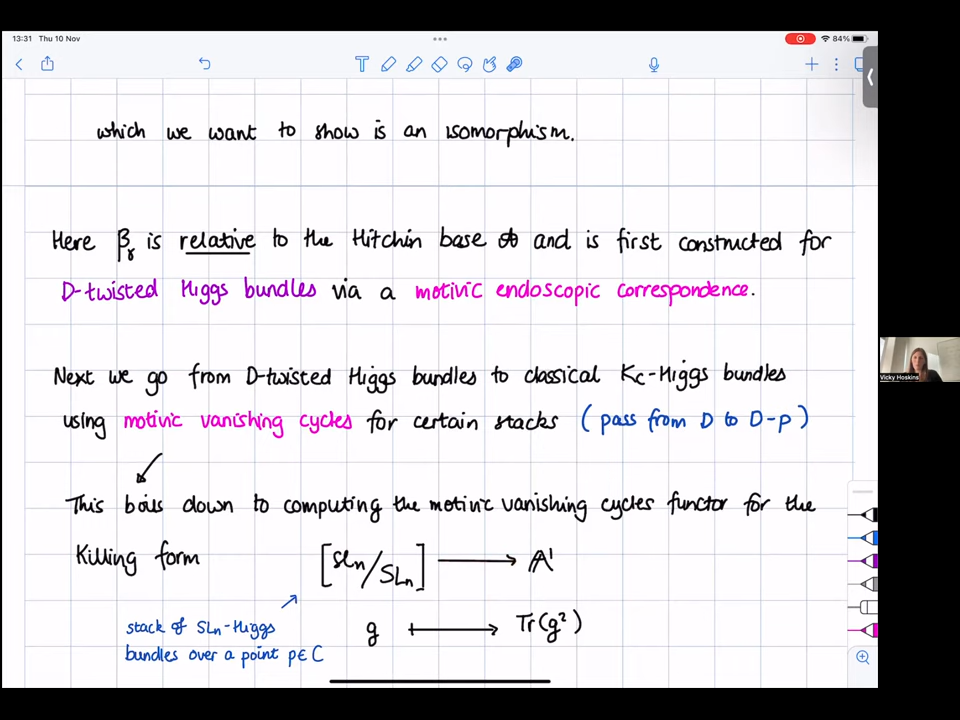 13:31 Thu 10 Nov
84%
which we want to show is an isomorphism.
Here βγ is relative to the Hitchin base A and is first constructed for
D-twisted Higgs bundles via a motivic endoscopic correspondence.
Next we go from D-twisted Higgs bundles to classical Kc-Higgs bundles
using motivic vanishing cycles for certain stacks (pass from D to D-p)
This boils down to computing the motivic vanishing cycles functor for the
Killing form [sln/SLn] ⟶ A¹
stack of SLn-Higgs
bundles over a point p∈C
g ⟼ Tr(g²)
Vicky Hoskins